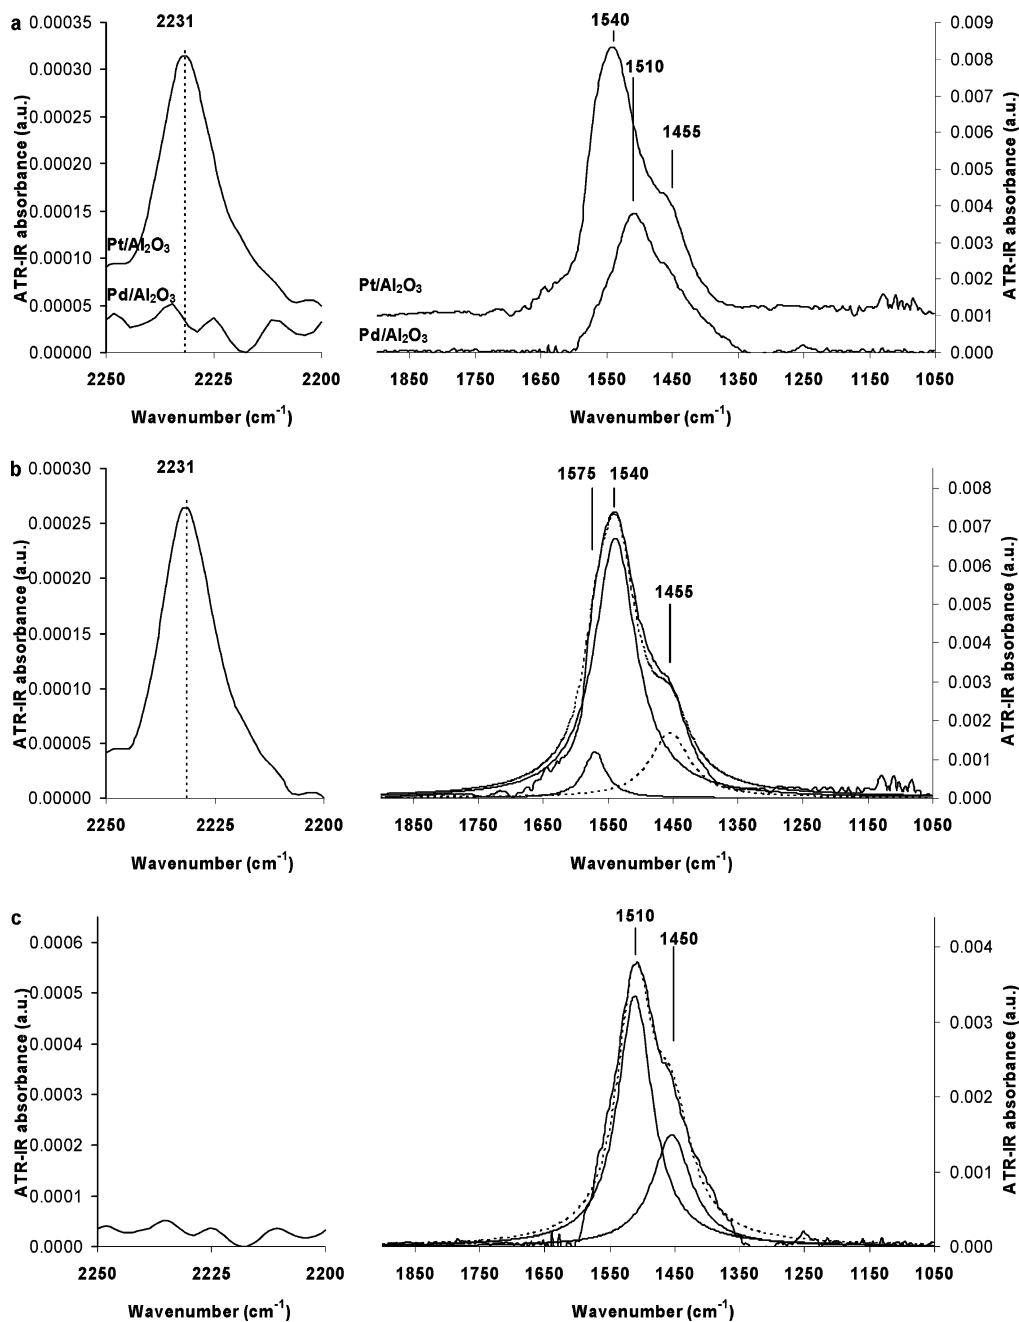 a
2231
1540
1510
1455
0.00035
0.00030
0.00025
0.00020
0.00015
0.00010
0.00005
0.00000
ATR-IR absorbance (a.u.)
Pt/Al₂O₃
Pd/Al₂O₃
2250 2225 2200
Wavenumber (cm⁻¹)
Pt/Al₂O₃
Pd/Al₂O₃
1850 1750 1650 1550 1450 1350 1250 1150 1050
Wavenumber (cm⁻¹)
0.009
0.008
0.007
0.006
0.005
0.004
0.003
0.002
0.001
0.000
ATR-IR absorbance (a.u.)
b
2231
1575 1540
1455
0.00030
0.00025
0.00020
0.00015
0.00010
0.00005
0.00000
ATR-IR absorbance (a.u.)
2250 2225 2200
Wavenumber (cm⁻¹)
1850 1750 1650 1550 1450 1350 1250 1150 1050
Wavenumber (cm⁻¹)
0.008
0.007
0.006
0.005
0.004
0.003
0.002
0.001
0.000
ATR-IR absorbance (a.u.)
c
1510
1450
0.0006
0.0005
0.0004
0.0003
0.0002
0.0001
0.0000
ATR-IR absorbance (a.u.)
2250 2225 2200
Wavenumber (cm⁻¹)
1850 1750 1650 1550 1450 1350 1250 1150 1050
Wavenumber (cm⁻¹)
0.004
0.003
0.002
0.001
0.000
ATR-IR absorbance (a.u.)